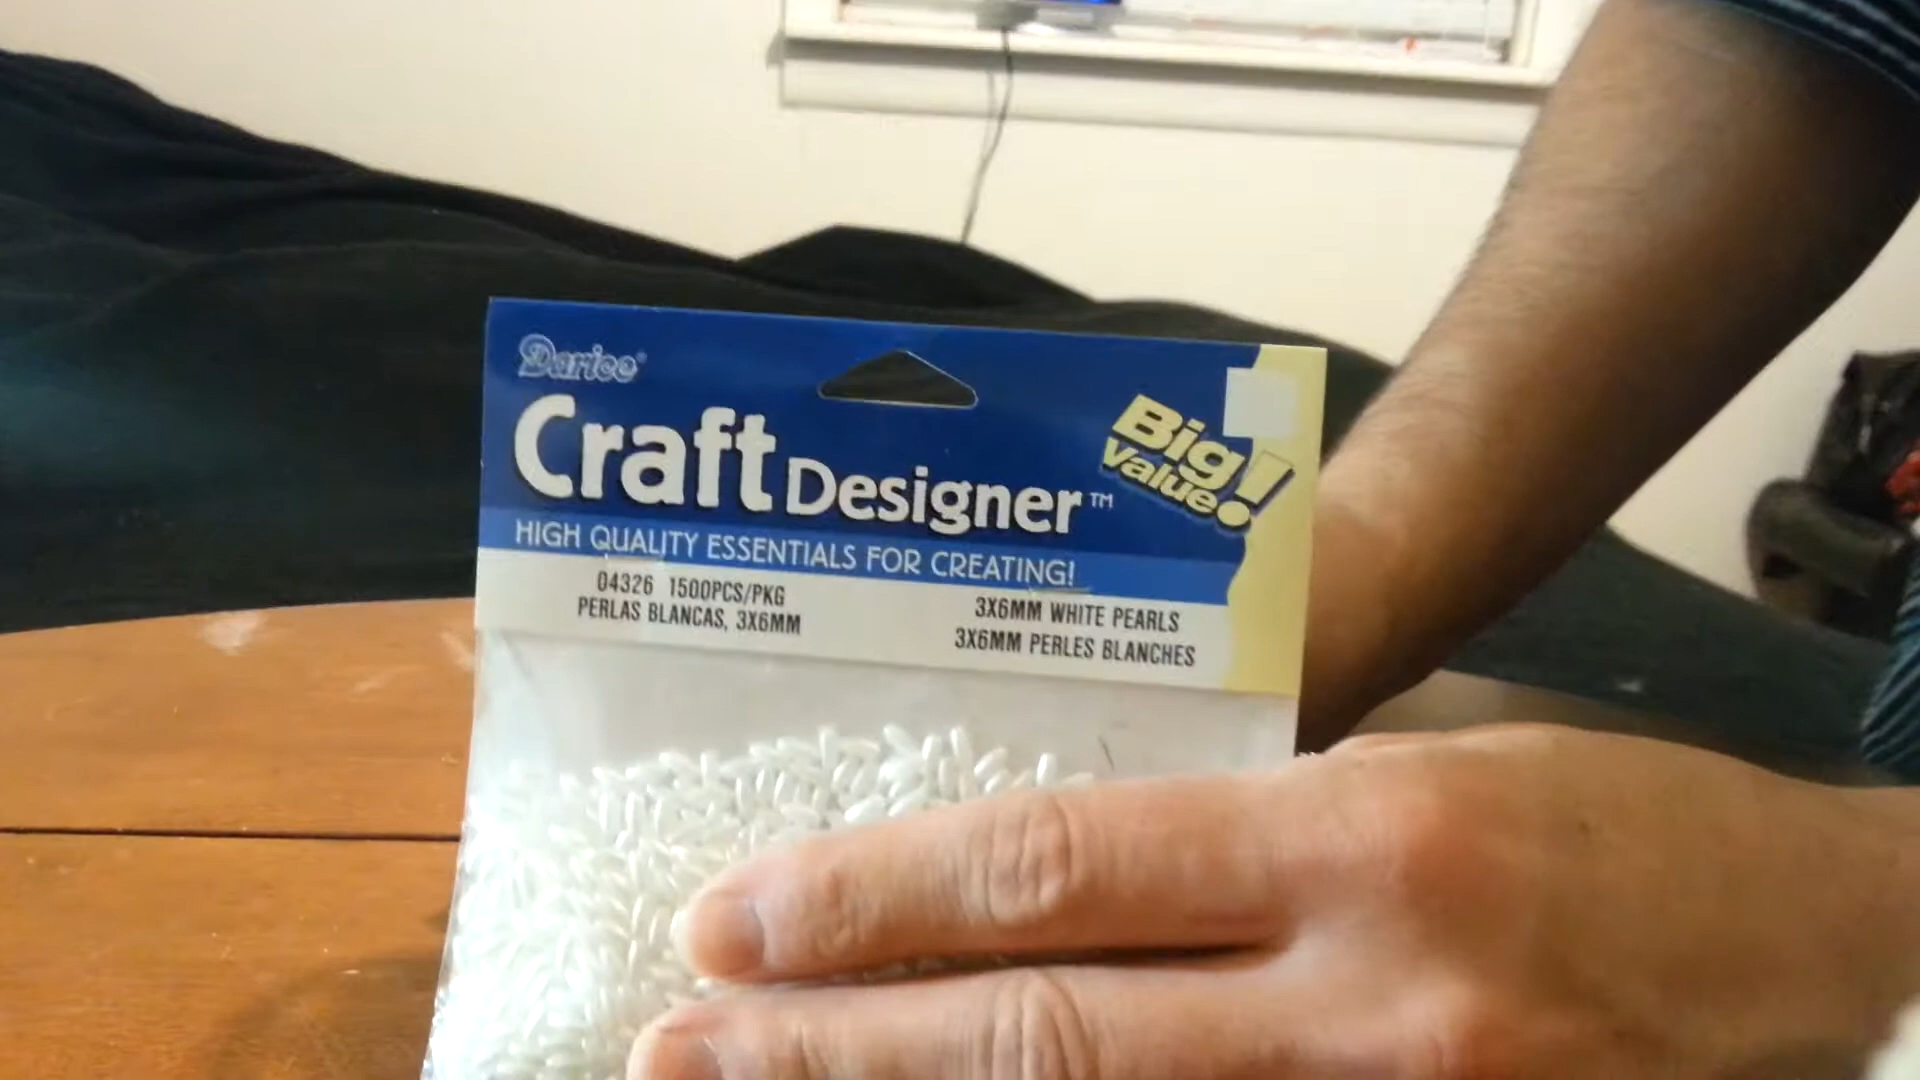 Darice®
Craft Designer™
Big
Value!
HIGH QUALITY ESSENTIALS FOR CREATING!
04326 1500PCS/PKG
PERLAS BLANCAS, 3X6MM
3X6MM WHITE PEARLS
3X6MM PERLES BLANCHES